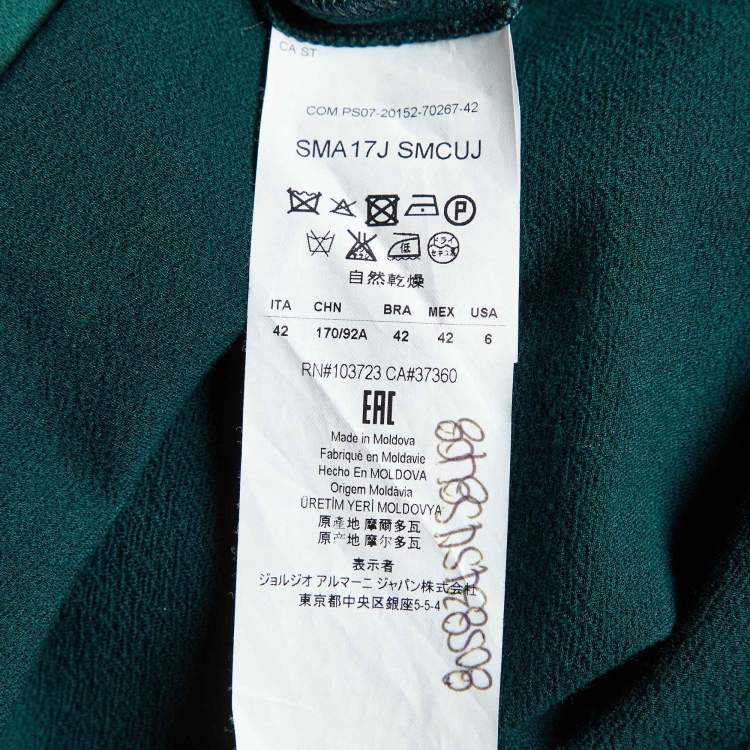 CA ST
COM PS07-20152-70267-42
SMA17J SMCUJ
P
低
ドライ
自然乾燥
ITA CHN BRA MEX USA
42 170/92A 42 42 6
RN#103723 CA#37360
EAC
Made in Moldova
Fabriqué en Moldavie
Hecho En MOLDOVA
Origem Moldávia
ÜRETİM YERİ MOLDOVYA
原產地 摩爾多瓦
原产地 摩尔多瓦
表示者
ジョルジオ アルマーニ ジャパン株式会社
東京都中央区銀座5-5-4